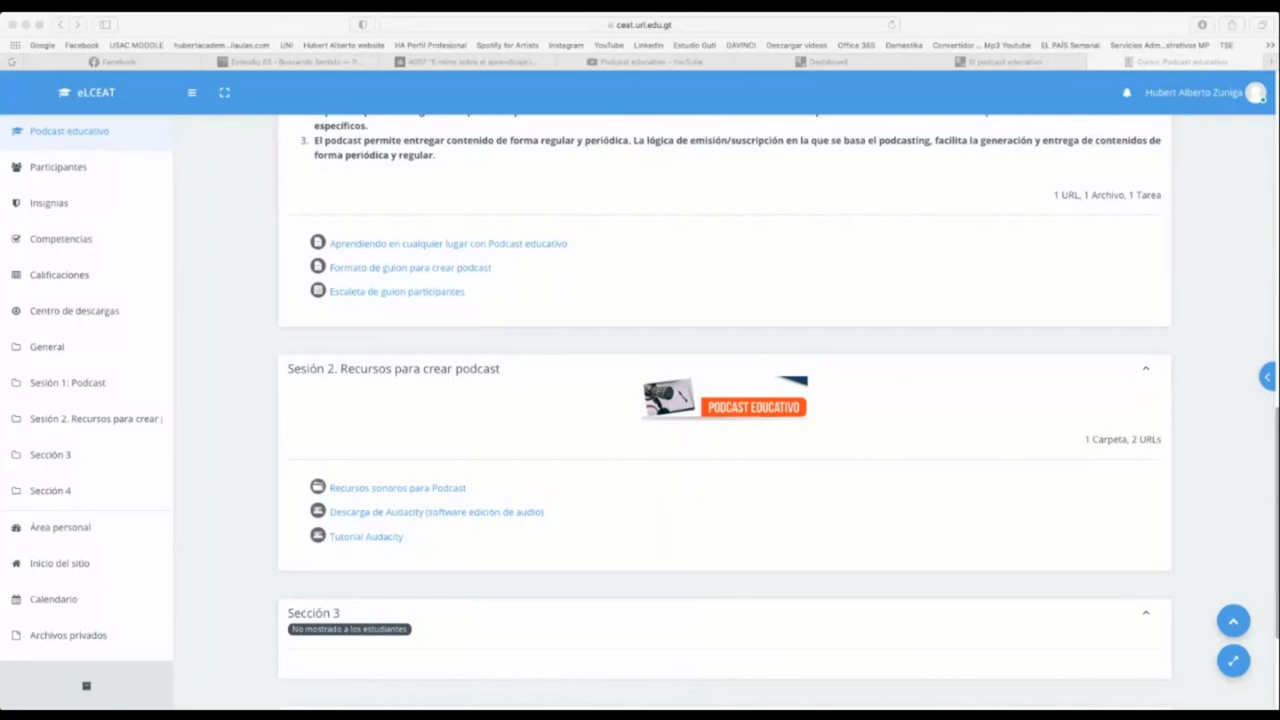 ceat.url.edu.gt
Google Facebook USAC MOODLE hubertacadem...ilaulas.com UNI Hubert Alberto website HA Perfil Profesional Spotify for Artists Instagram YouTube LinkedIn Estudio Outi DAVINCI Descargar videos Office 365 Domestika Convertidor ... Mp3 Youtube EL PAÍS Semanal Servicios Adm...strativos MP TSE
Facebook Episodio 03 - Buscando Sentido — P... Podcast educativo - YouTube Dashboard El podcast educativo Curso: Podcast educativo
eLCEAT
Hubert Alberto Zuniga
Podcast educativo
Participantes
Insignias
Competencias
Calificaciones
Centro de descargas
General
Sesión 1: Podcast
Sesión 2. Recursos para crear
Sección 3
Sección 4
Área personal
Inicio del sitio
Calendario
Archivos privados
específicos.
3. El podcast permite entregar contenido de forma regular y periódica. La lógica de emisión/suscripción en la que se basa el podcasting, facilita la generación y entrega de contenidos de
forma periódica y regular.
1 URL, 1 Archivo, 1 Tarea
Aprendiendo en cualquier lugar con Podcast educativo
Formato de guion para crear podcast
Escaleta de guion participantes
Sesión 2. Recursos para crear podcast
PODCAST EDUCATIVO
1 Carpeta, 2 URLs
Recursos sonoros para Podcast
Descarga de Audacity (software edición de audio)
Tutorial Audacity
Sección 3
No mostrado a los estudiantes